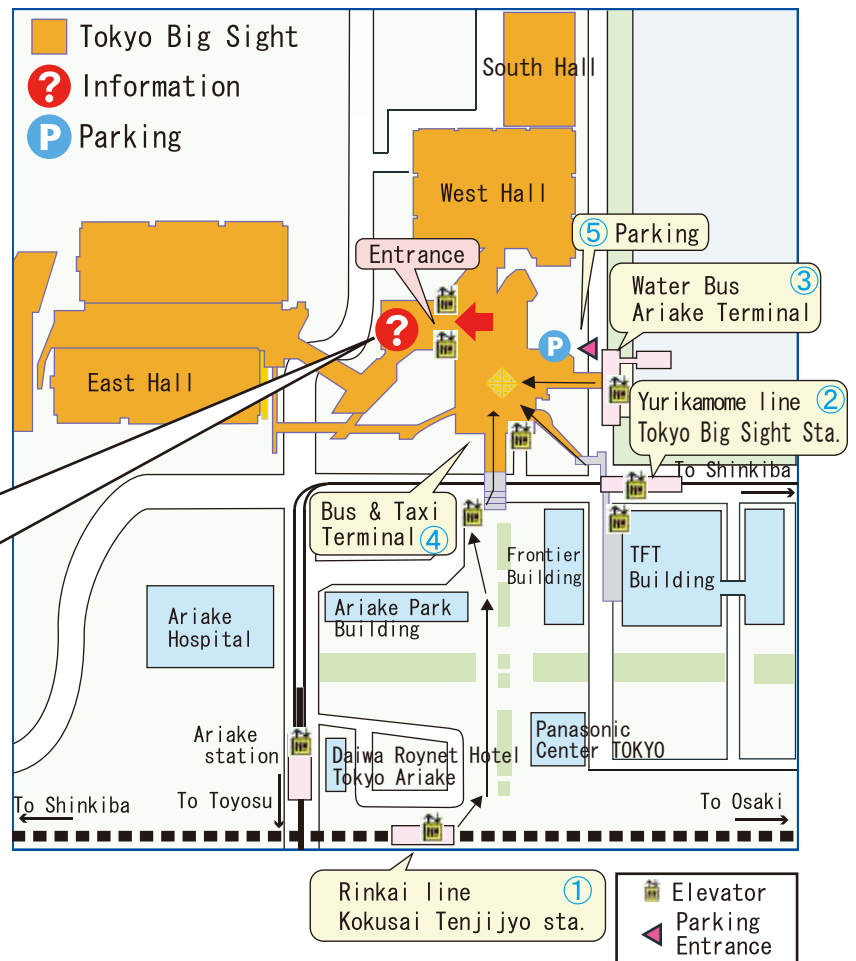 Tokyo Big Sight
?
Information
P
Parking
South Hall
West Hall
Entrance
⑤ Parking
Water Bus ③
Ariake Terminal
?
P
East Hall
Yurikamome line ②
Tokyo Big Sight Sta.
To Shinkiba
Bus & Taxi
Terminal ④
Frontier
Building
TFT
Building
Ariake
Hospital
Ariake Park
Building
Ariake
station
Daiwa Roynet Hotel
Tokyo Ariake
Panasonic
Center TOKYO
To Shinkiba
To Toyosu
To Osaki
Rinkai line ①
Kokusai Tenjijyo sta.
Elevator
Parking
Entrance